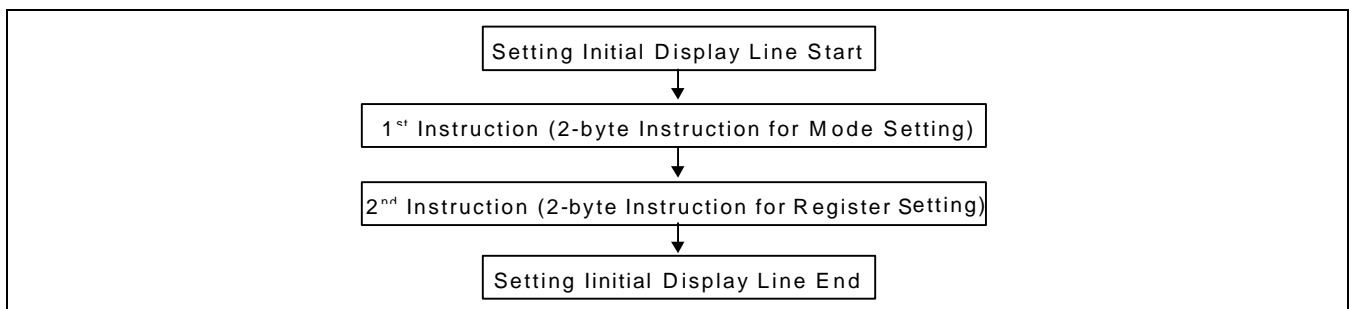 Setting Initial Display Line Start
1st Instruction (2-byte Instruction for Mode Setting)
2nd Instruction (2-byte Instruction for Register Setting)
Setting Iinitial Display Line End